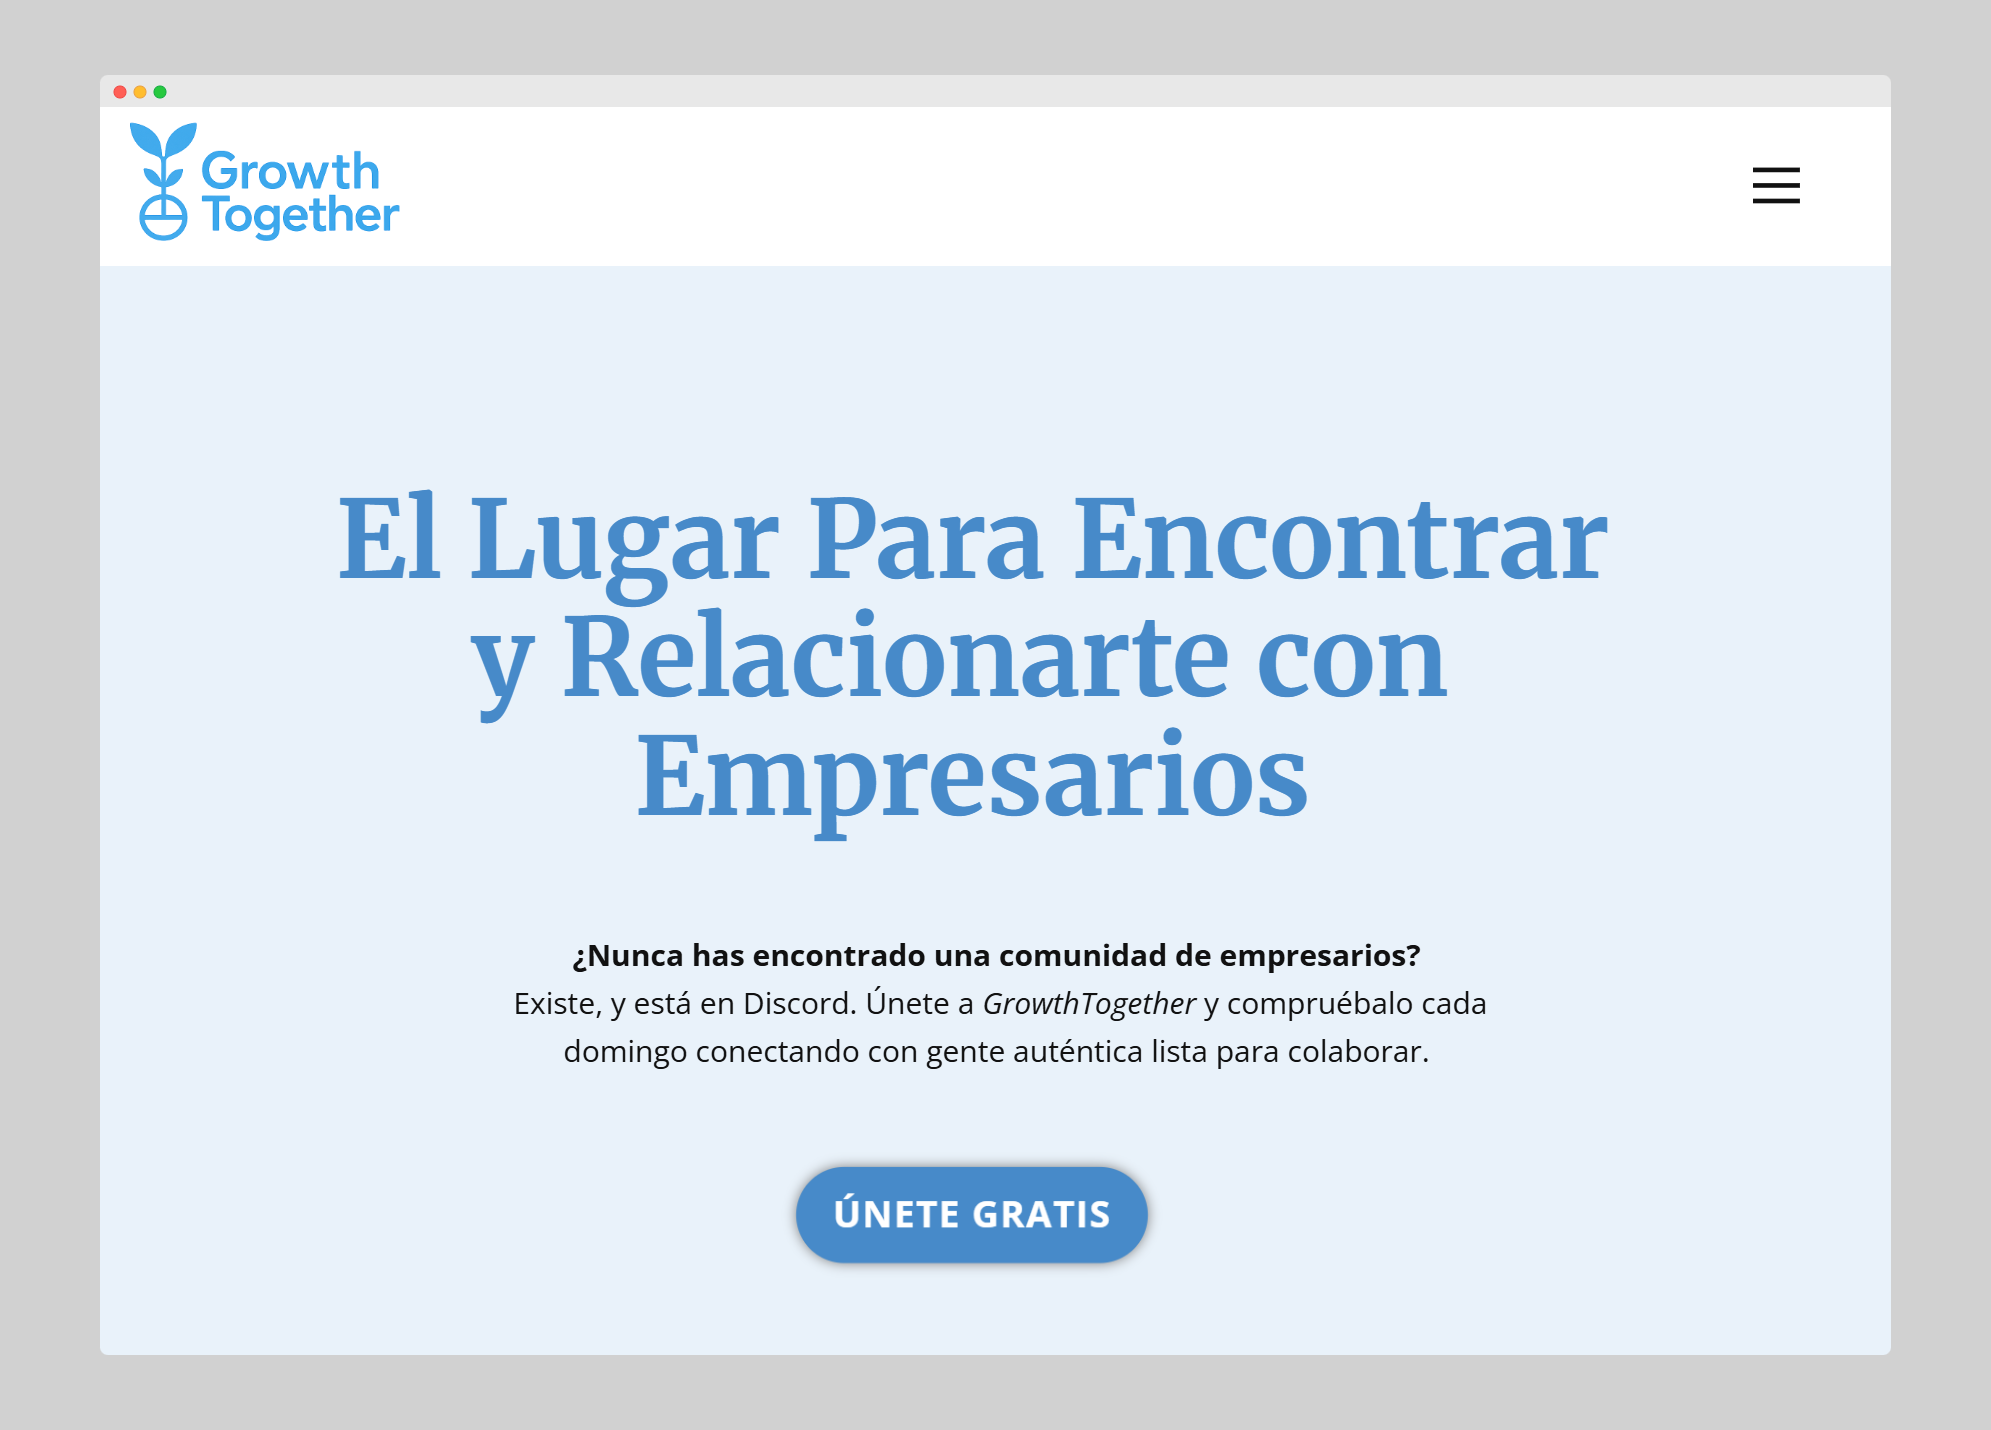 Growth
Together
El Lugar Para Encontrar
y Relacionarte con
Empresarios
¿Nunca has encontrado una comunidad de empresarios?
Existe, y está en Discord. Únete a GrowthTogether y compruébalo cada
domingo conectando con gente auténtica lista para colaborar.
ÚNETE GRATIS